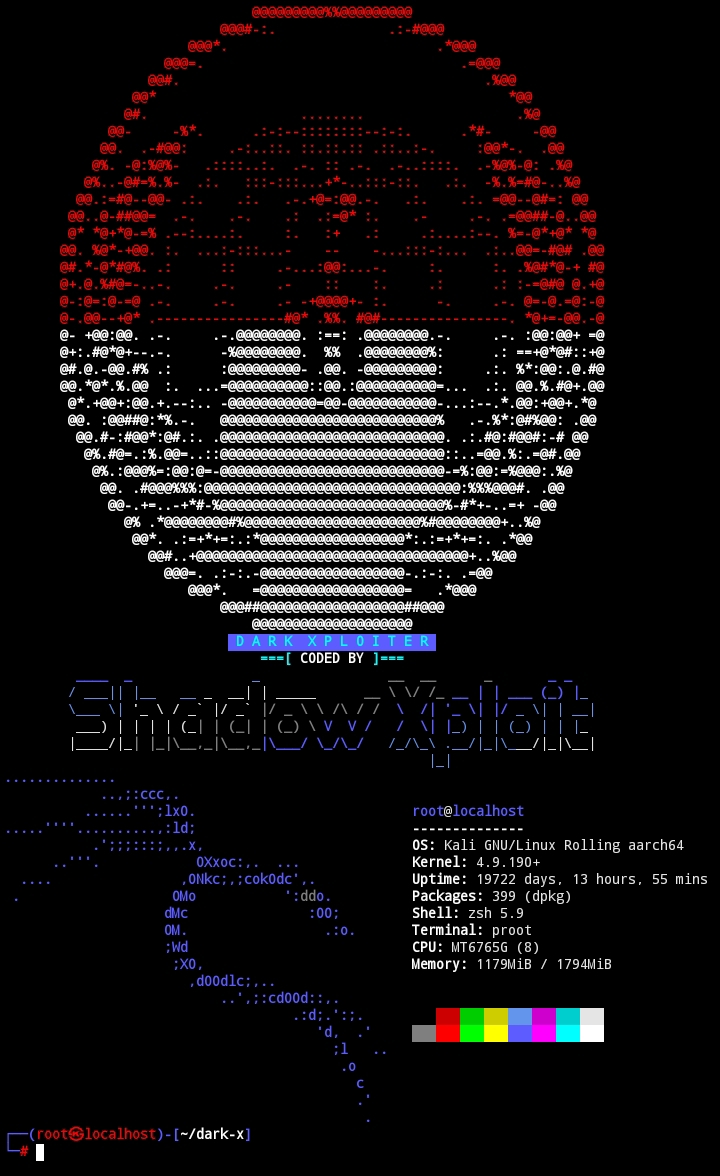 D A R K  X P L O I T E R
===[ CODED BY ]===
Shadow Xploit
root@localhost
--------------
OS: Kali GNU/Linux Rolling aarch64
Kernel: 4.9.190+
Uptime: 19722 days, 13 hours, 55 mins
Packages: 399 (dpkg)
Shell: zsh 5.9
Terminal: proot
CPU: MT6765G (8)
Memory: 1179MiB / 1794MiB
┌──(root㉿localhost)-[~/dark-x]
└─#